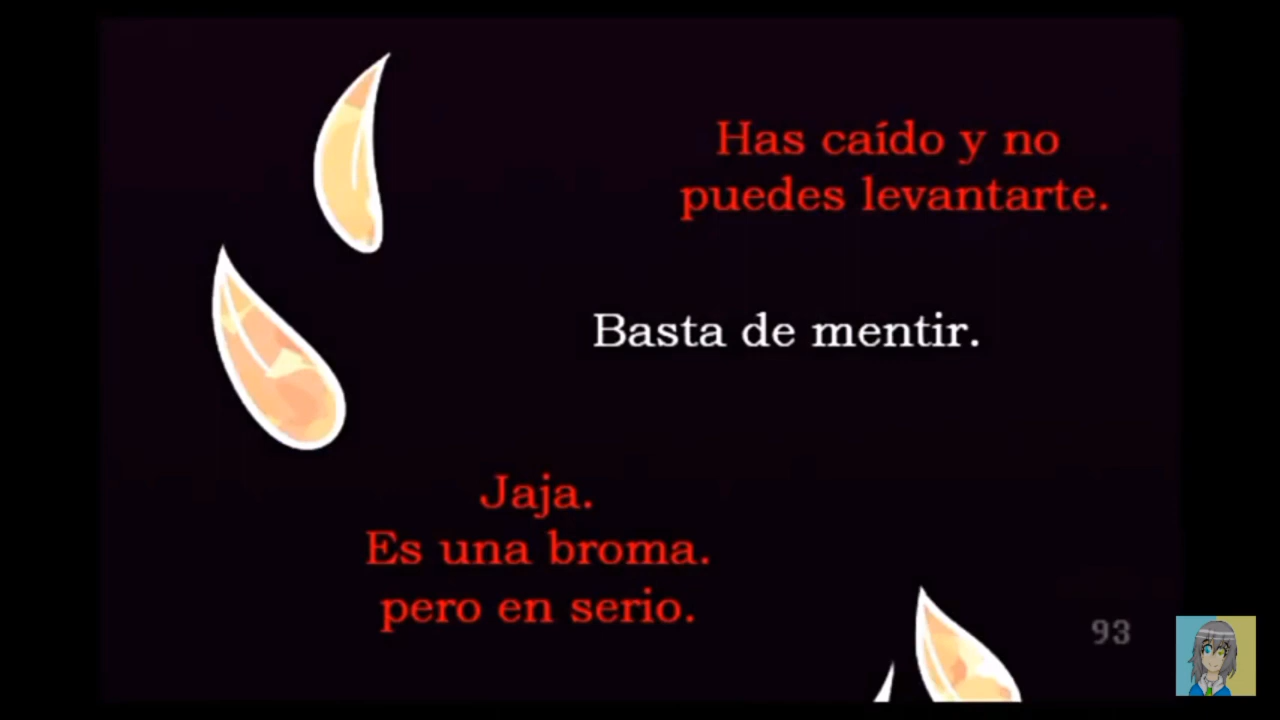 Has caído y no
puedes levantarte.
Basta de mentir.
Jaja.
Es una broma.
pero en serio.
93